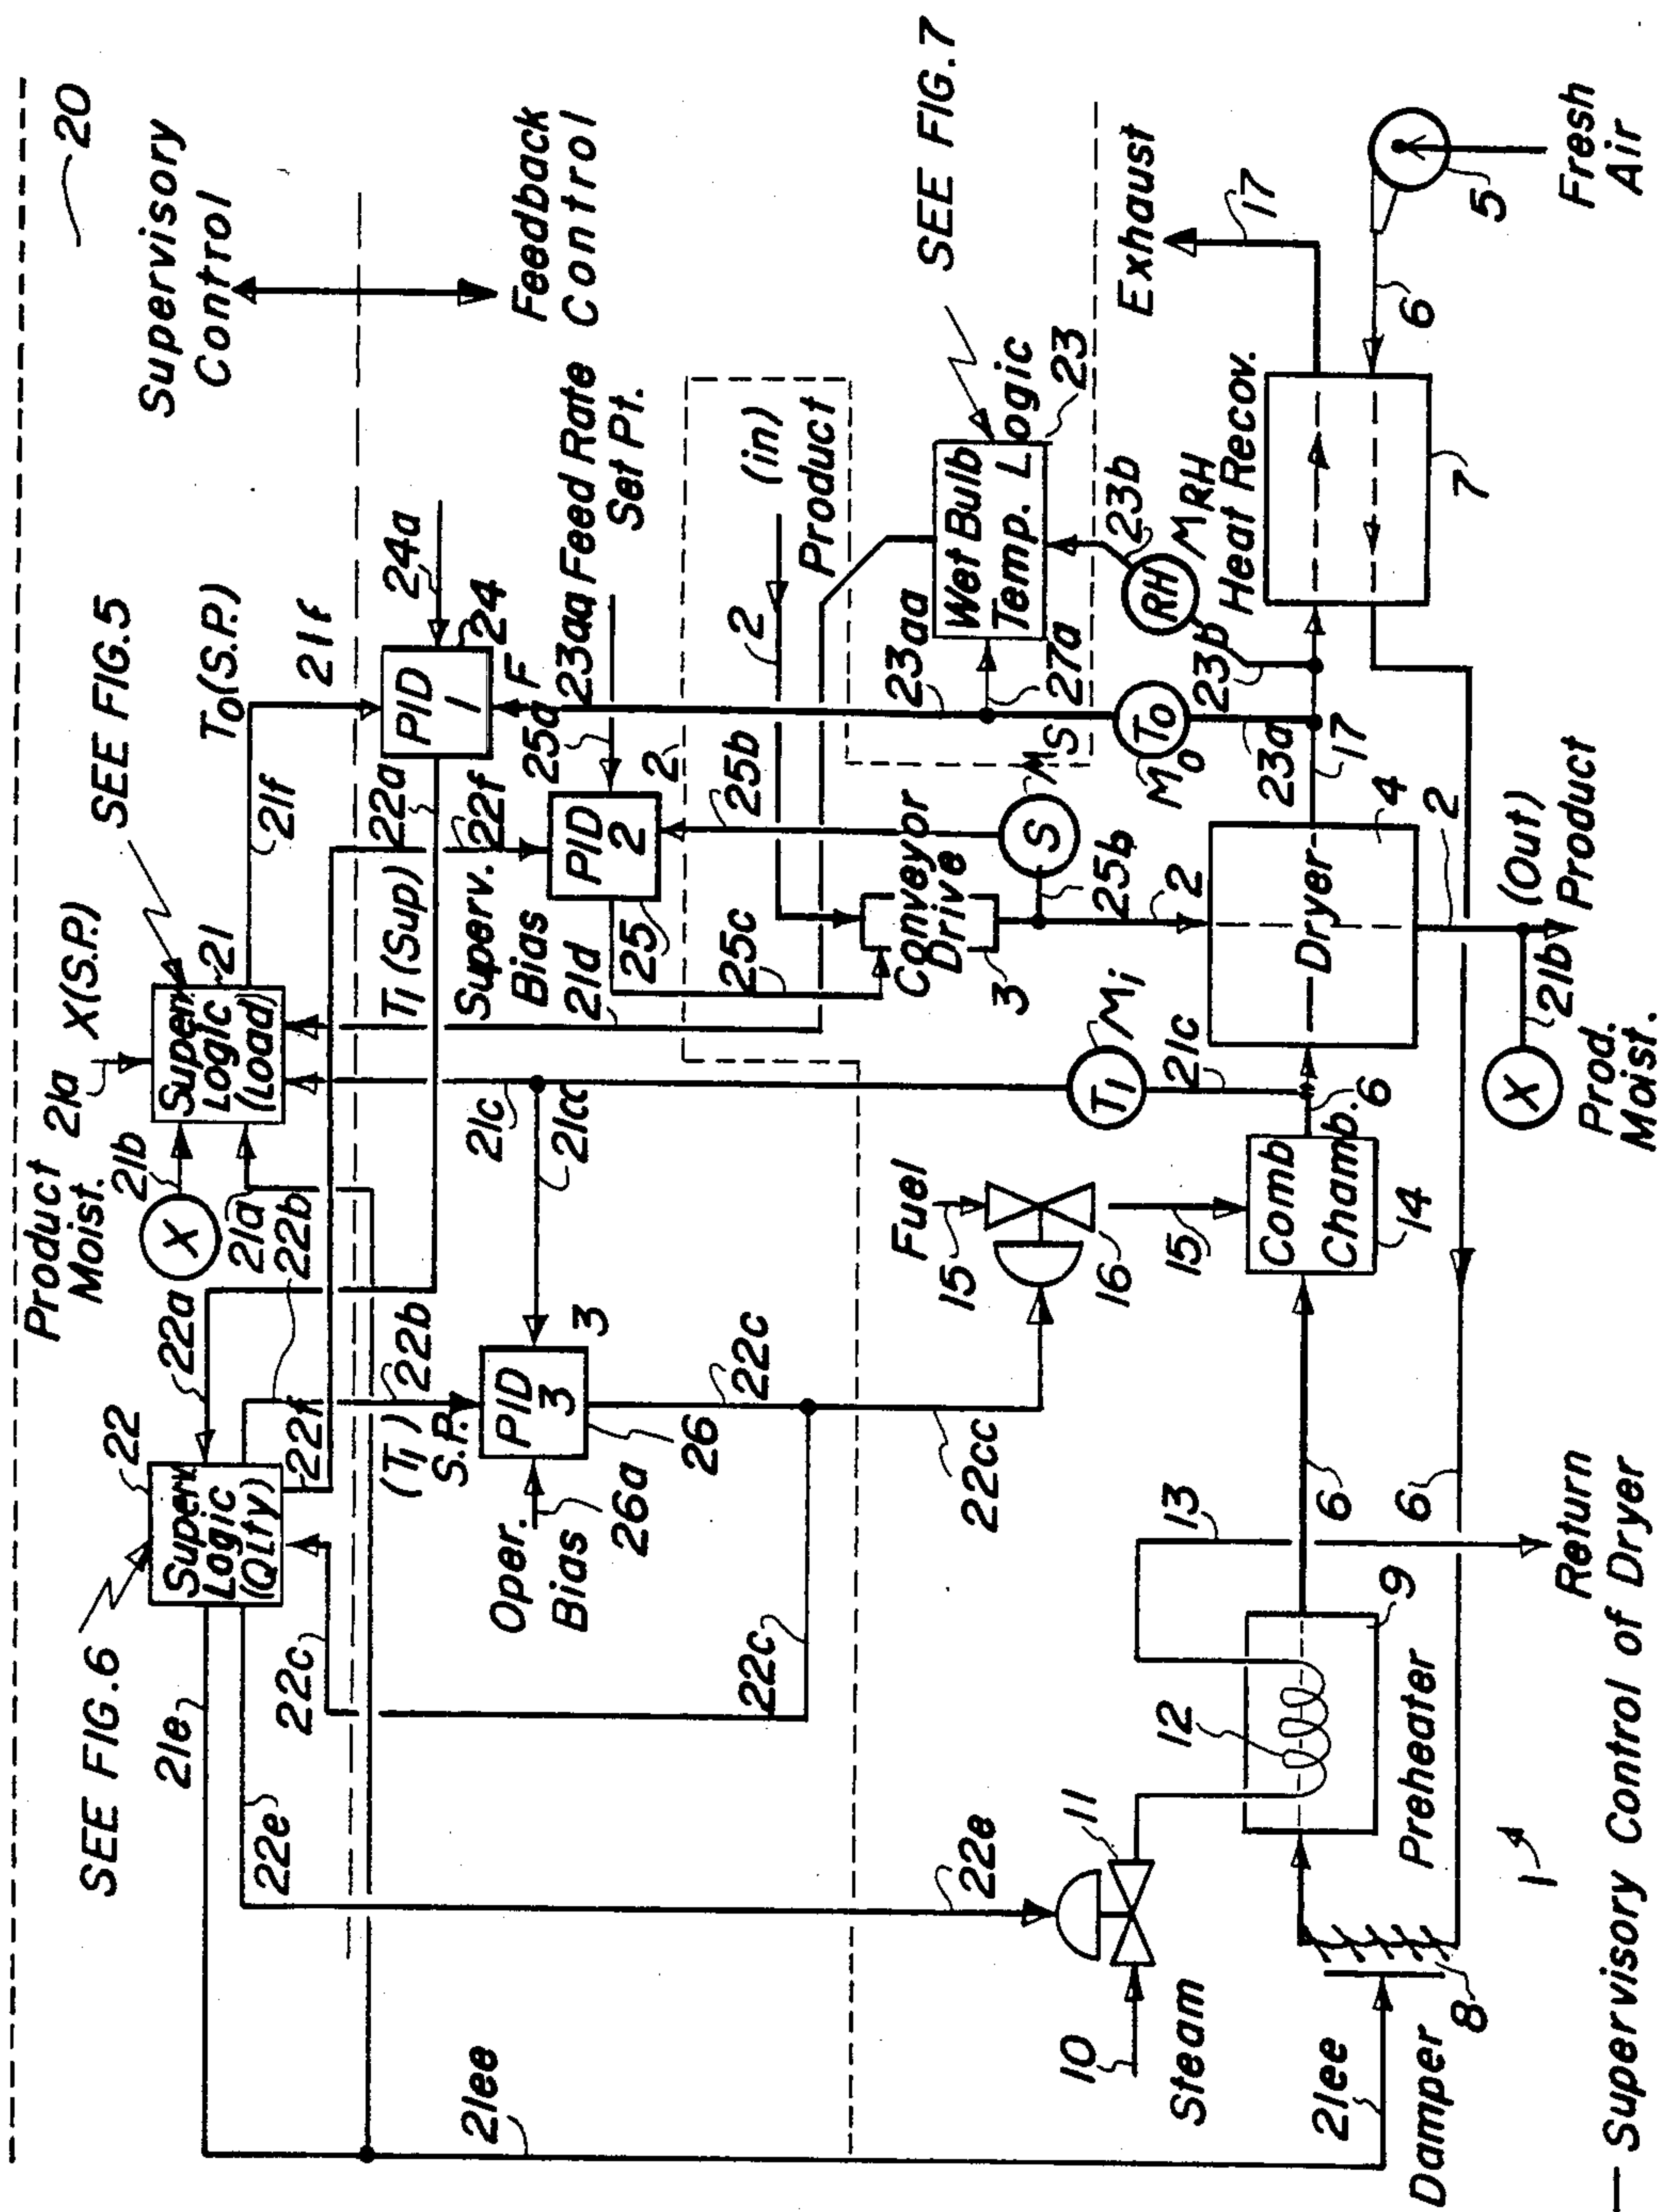 20
Supervisory
Control
Feedback
Control
SEE FIG.5
SEE FIG.6
SEE FIG.7
Product
Moist.
X
21b
21a
X(S.P.)
21a
Superv.
Logic
(Load)
21
T0(S.P.)
21f
21f
22
Superv.
Logic
(Qlty)
22a
22b
22f
22c
21e
22e
PID
1
24
24a
F
23aa
22a
T1(Sup)
22f
Superv.
Bias
21d
25a
Feed Rate
Set Pt.
PID
2
25
2
25b
25c
21c
21cc
(T1)
S.P.
22b
PID
3
3
26
Oper.
Bias
26a
22c
22c
22cc
21ee
(in)
Product
2
Conveyor
Drive
3
S
MS
25b
2
Wet Bulb
Temp. Logic
23
23aa
27a
23b
RH
MRH
23b
T0
M0
23a
17
T1
Mi
21c
Fuel
15
16
15
Comb.
Chamb.
14
6
Dryer
4
2
(Out)
Product
21b
X
Prod.
Moist.
Exhaust
17
Heat Recov.
7
6
5
Fresh
Air
22e
11
10
Steam
12
13
9
Preheater
6
6
Return
21ee
Damper
8
1
— Supervisory Control of Dryer